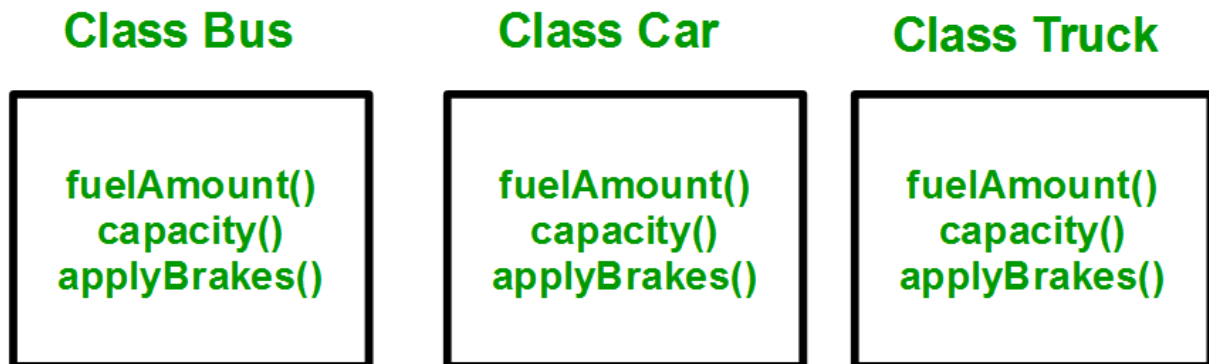 Class Bus
fuelAmount()
capacity()
applyBrakes()
Class Car
fuelAmount()
capacity()
applyBrakes()
Class Truck
fuelAmount()
capacity()
applyBrakes()